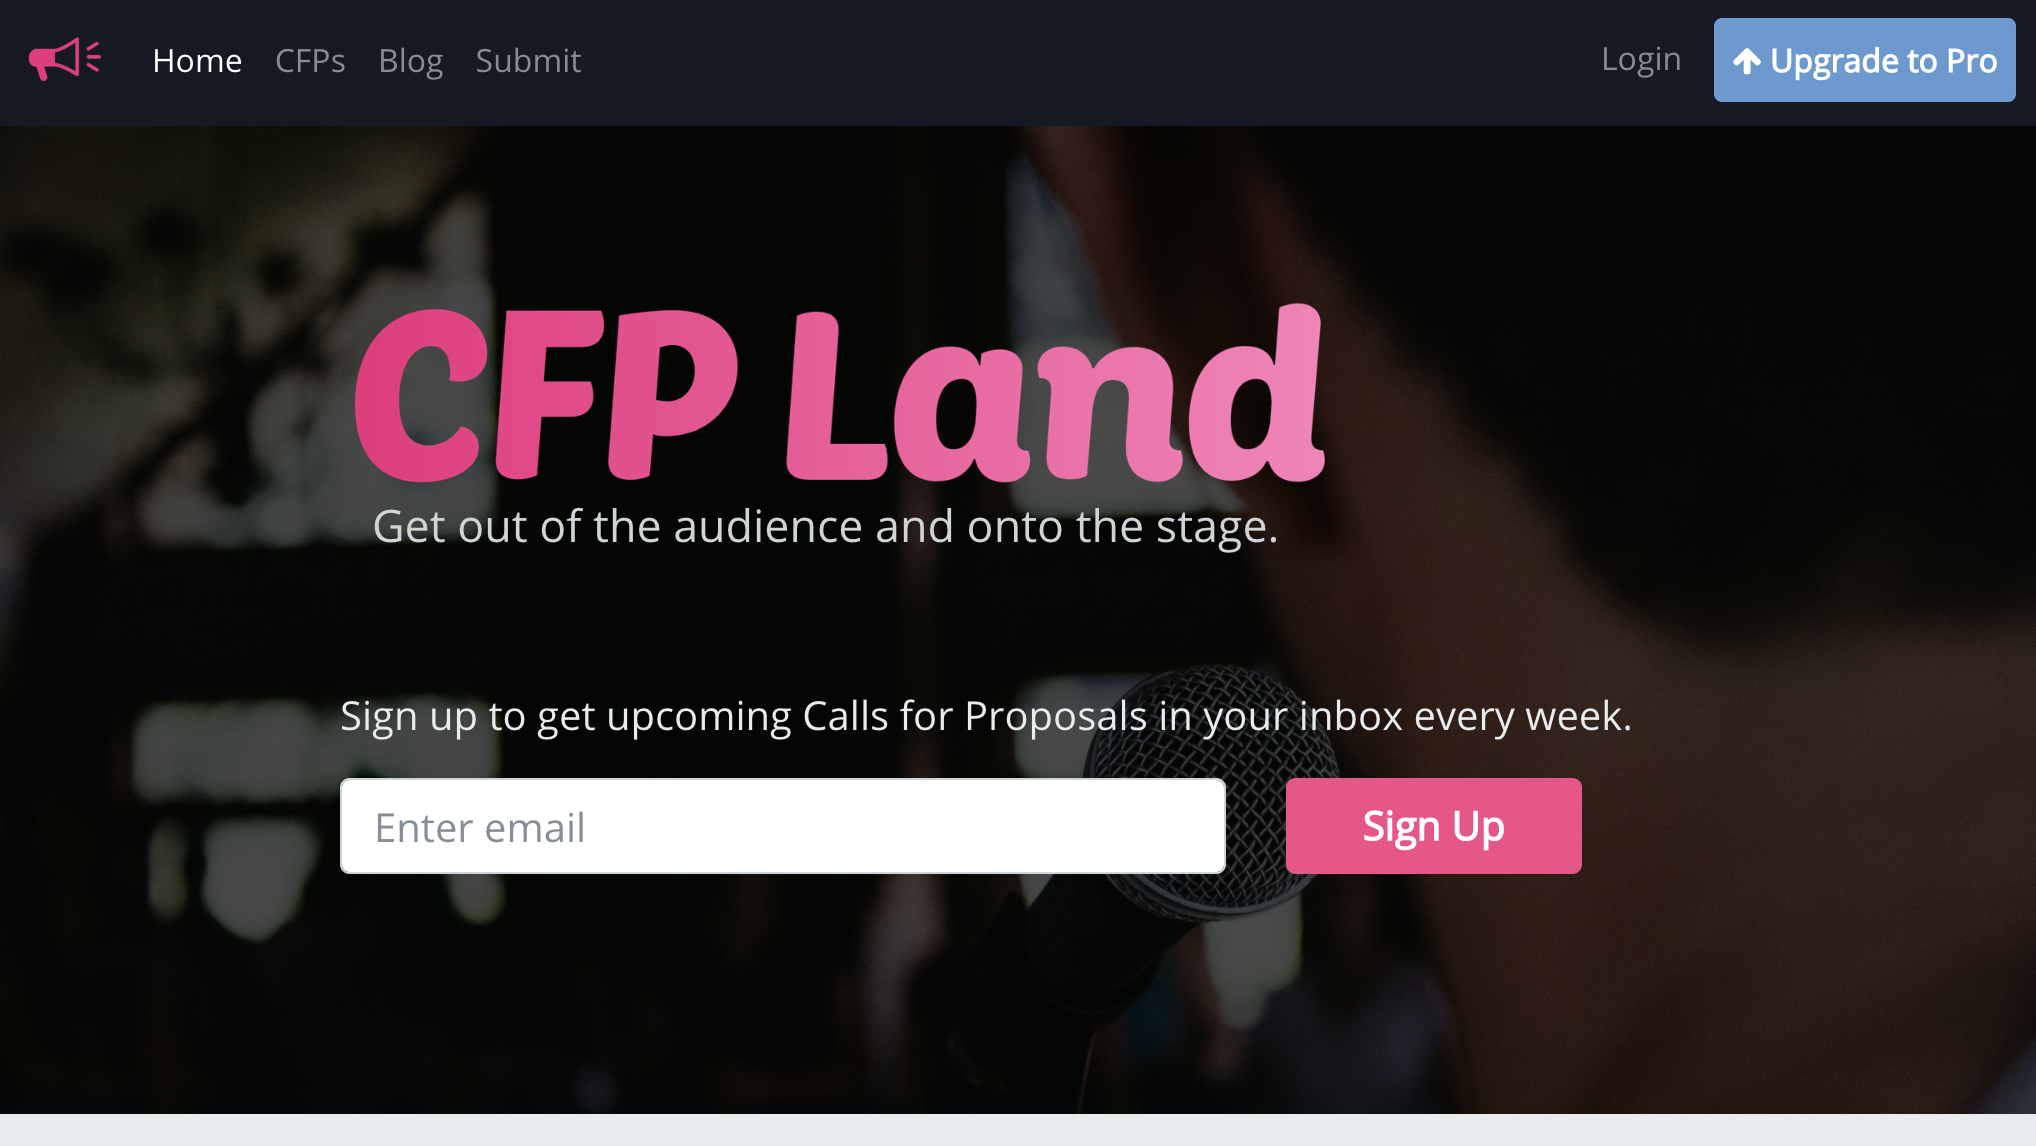 Home CFPs Blog Submit Login Upgrade to Pro
CFP Land
Get out of the audience and onto the stage.
Sign up to get upcoming Calls for Proposals in your inbox every week.
Enter email Sign Up